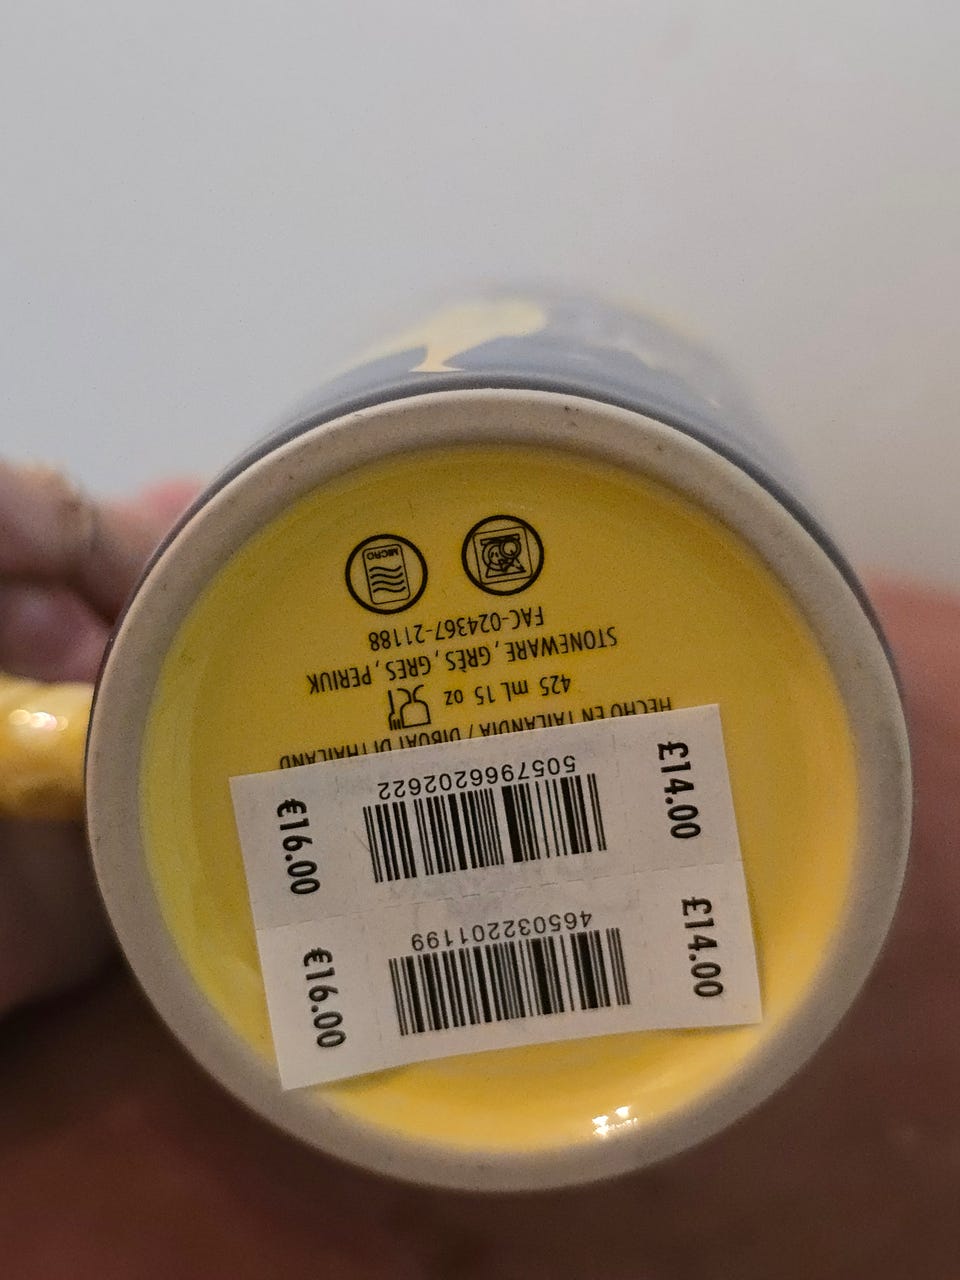 £14.00 465032201199 €16.00
£14.00 5057966202622 €16.00
HECHO EN TAILANDIA / DIBUAT DI THAILAND
425 ml 15 oz
STONEWARE, GRÈS, GRES, PERIUK
FAC-024367-21188
MICRO